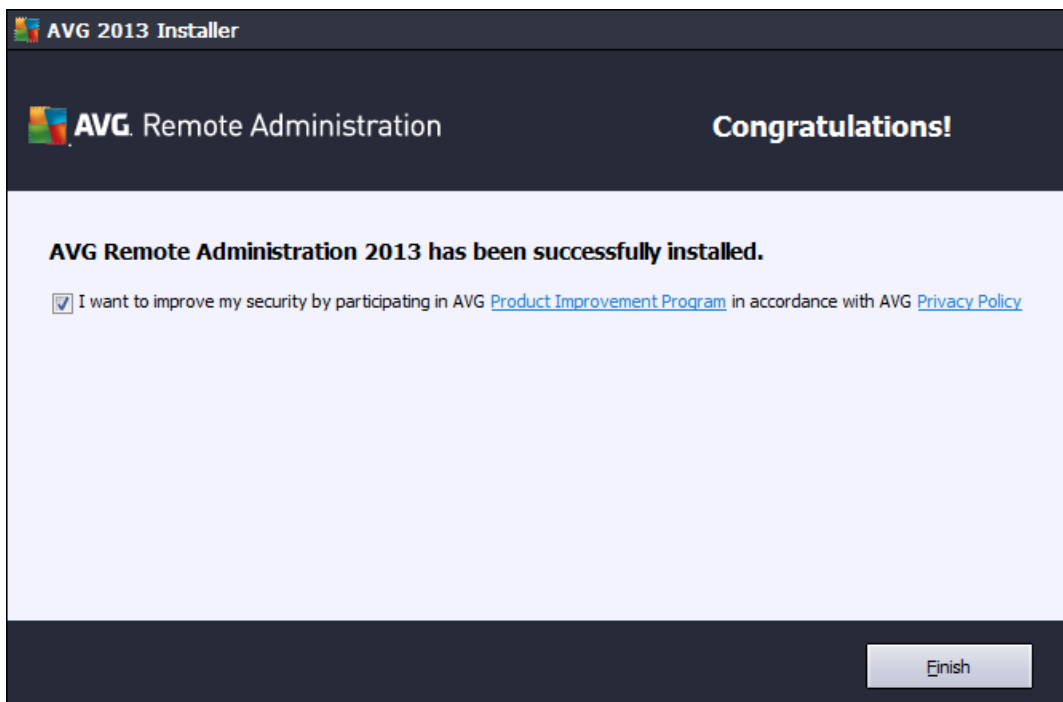 AVG 2013 Installer
AVG. Remote Administration
Congratulations!
AVG Remote Administration 2013 has been successfully installed.
I want to improve my security by participating in AVG Product Improvement Program in accordance with AVG Privacy Policy
Finish